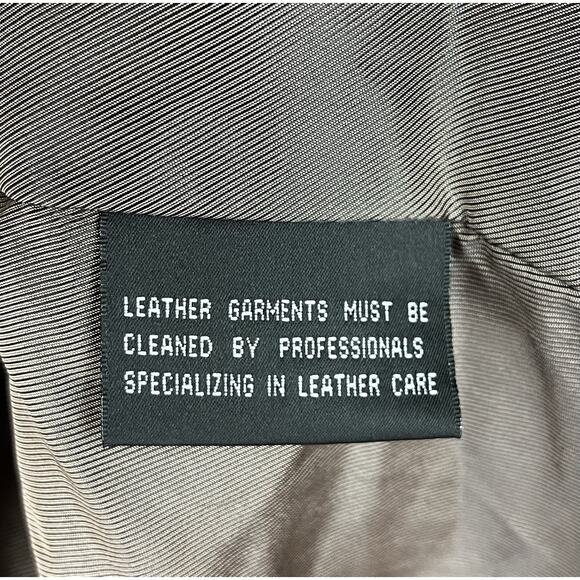 LEATHER GARMENTS MUST BE
CLEANED BY PROFESSIONALS
SPECIALIZING IN LEATHER CARE